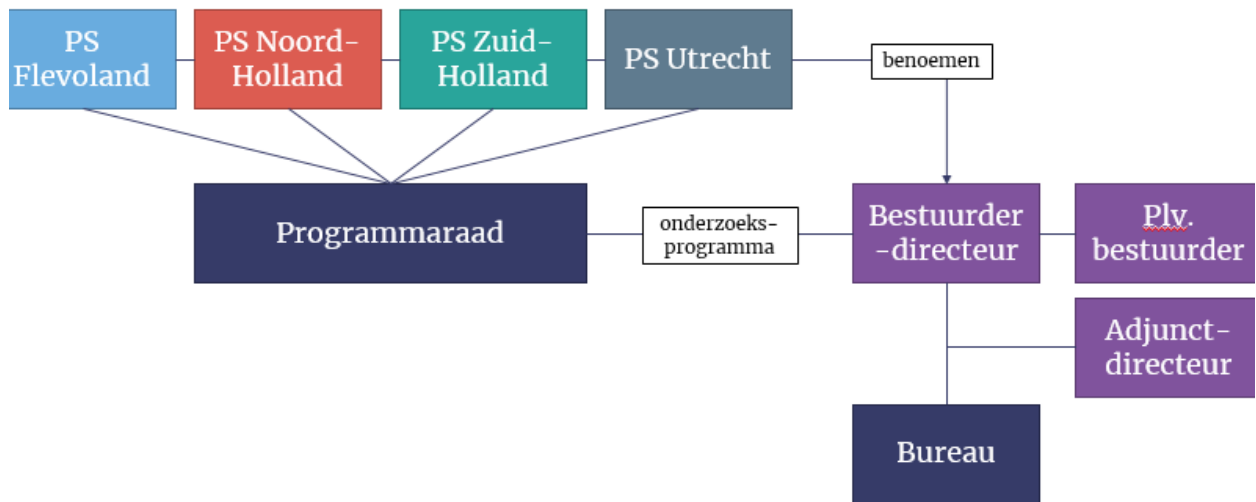 PS
Flevoland
PS Noord-
Holland
PS Zuid-
Holland
PS Utrecht
benoemen
Programmaraad
onderzoeks-
programma
Bestuurder
-directeur
Plv.
bestuurder
Adjunct-
directeur
Bureau